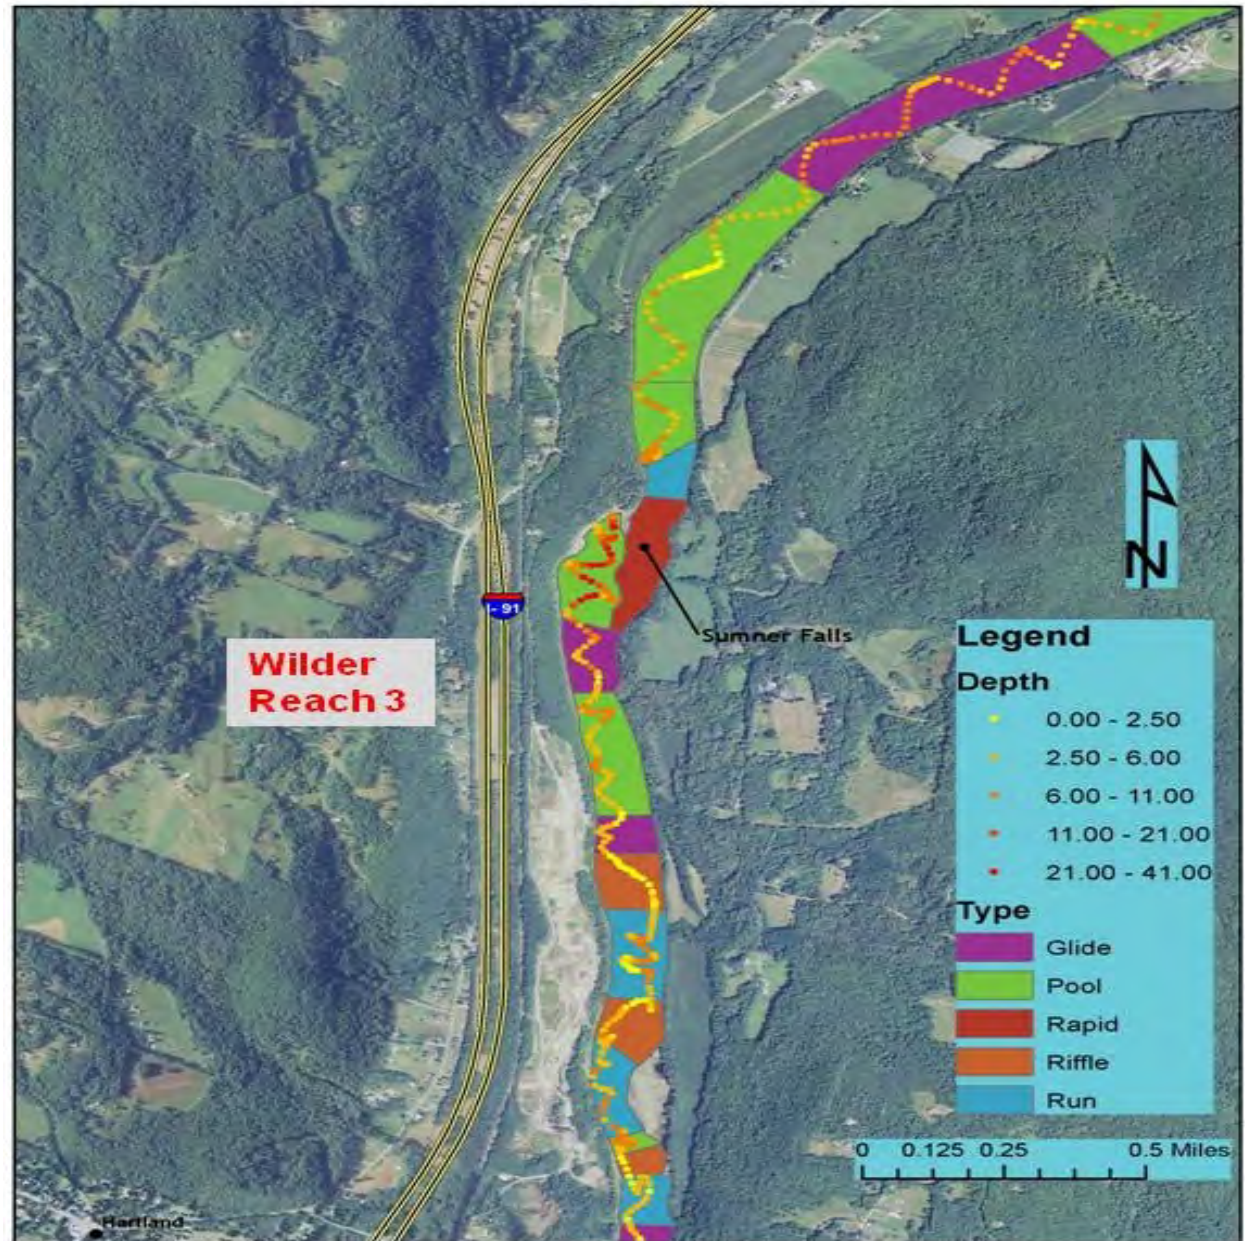 I-91
Sumner Falls
Wilder
Reach 3
N
Legend
Depth
0.00 - 2.50
2.50 - 6.00
6.00 - 11.00
11.00 - 21.00
21.00 - 41.00
Type
Glide
Pool
Rapid
Riffle
Run
0 0.125 0.25 0.5 Miles
Hartland